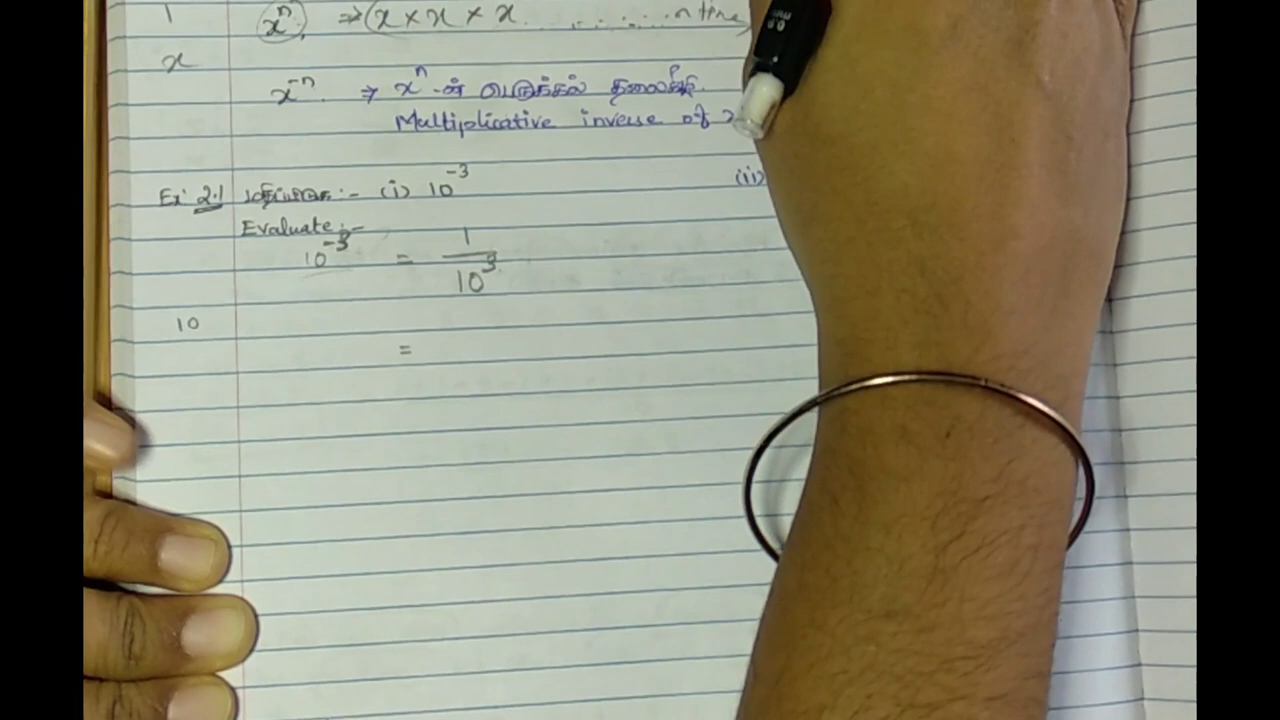 1
xⁿ ⇒ (x × x × x ........ n time
x
x⁻ⁿ ⇒ xⁿ-ன் பெருக்கல் தலைகீழி.
Multiplicative inverse of
Ex: 2.1 மதிப்பிடுக:- (i) 10⁻³ (ii)
Evaluate:-
10⁻³ = 1/10³
10
=